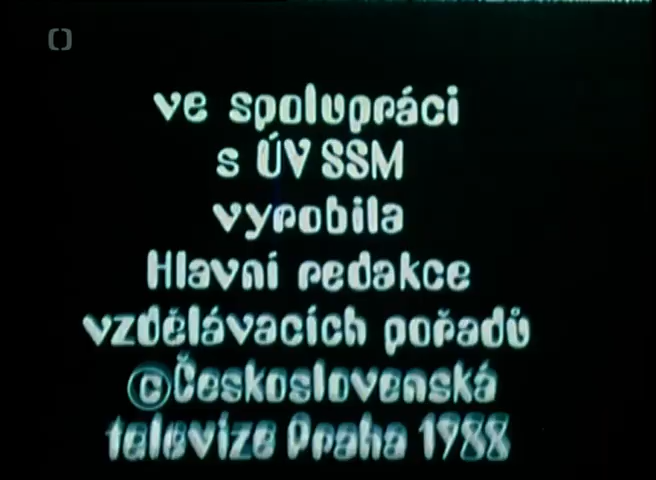 ve spolupráci
s ÚV SSM
vyrobila
Hlavní redakce
vzdělávacích pořadů
©Československá
televize Praha 1988